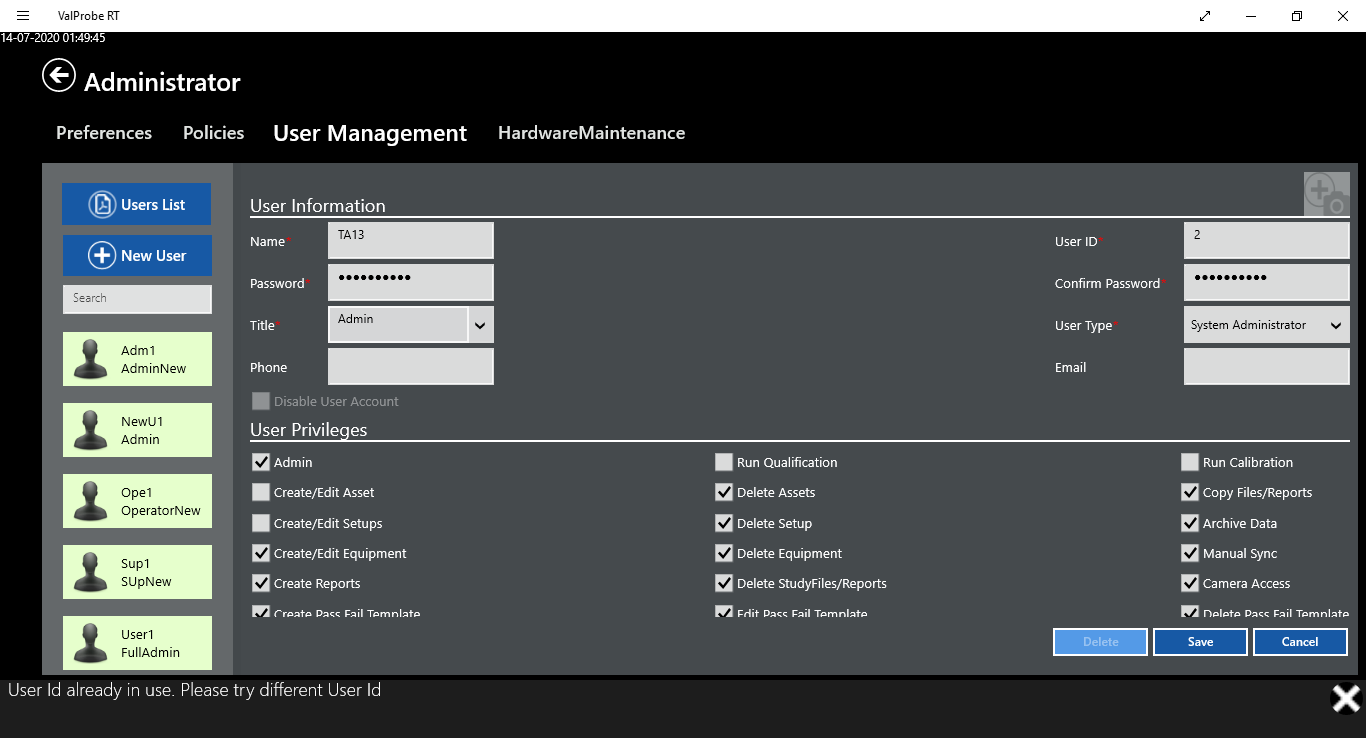 ValProbe RT
14-07-2020 01:49:45
Administrator
Preferences Policies User Management HardwareMaintenance
Users List
New User
Search
Adm1
AdminNew
NewU1
Admin
Ope1
OperatorNew
Sup1
SUpNew
User1
FullAdmin
User Information
Name* TA13 User ID* 2
Password* •••••••••• Confirm Password* ••••••••••
Title* Admin User Type* System Administrator
Phone Email
Disable User Account
User Privileges
Admin Run Qualification Run Calibration
Create/Edit Asset Delete Assets Copy Files/Reports
Create/Edit Setups Delete Setup Archive Data
Create/Edit Equipment Delete Equipment Manual Sync
Create Reports Delete StudyFiles/Reports Camera Access
Create Pass Fail Template Edit Pass Fail Template Delete Pass Fail Template
Delete Save Cancel
User Id already in use. Please try different User Id